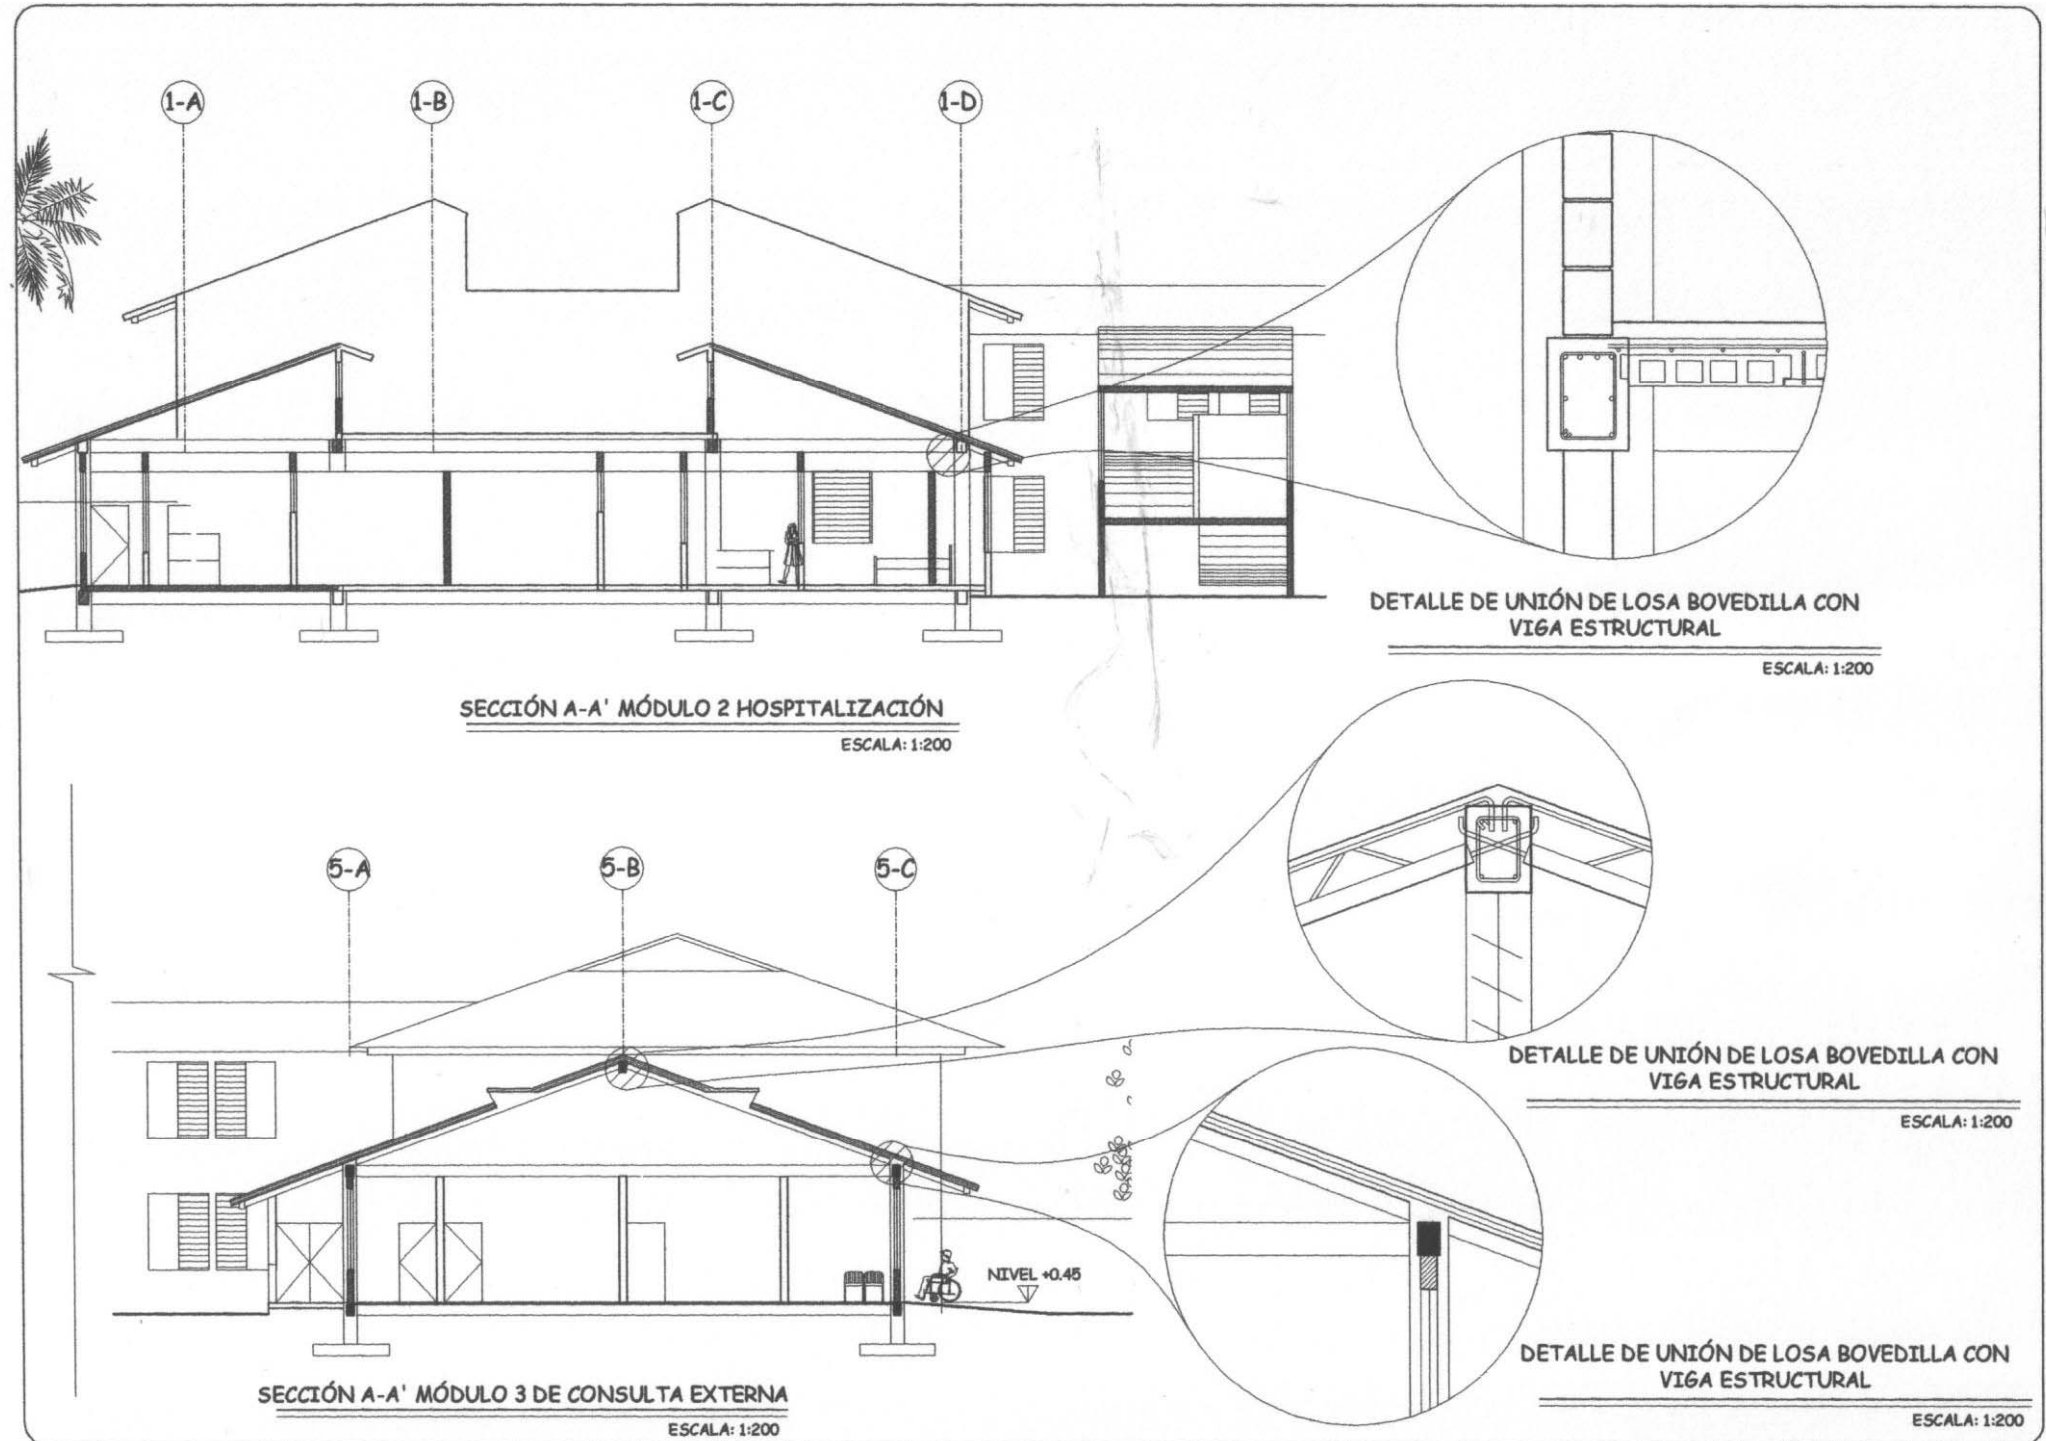 1-A
1-B
1-C
1-D
DETALLE DE UNIÓN DE LOSA BOVEDILLA CON
VIGA ESTRUCTURAL
ESCALA: 1:200
SECCIÓN A-A' MÓDULO 2 HOSPITALIZACIÓN
ESCALA: 1:200
5-A
5-B
5-C
DETALLE DE UNIÓN DE LOSA BOVEDILLA CON
VIGA ESTRUCTURAL
ESCALA: 1:200
NIVEL +0.45
DETALLE DE UNIÓN DE LOSA BOVEDILLA CON
VIGA ESTRUCTURAL
ESCALA: 1:200
SECCIÓN A-A' MÓDULO 3 DE CONSULTA EXTERNA
ESCALA: 1:200